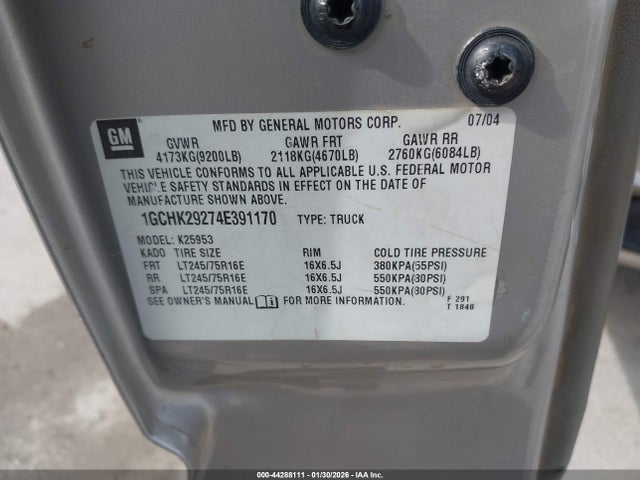 GM
MFD BY GENERAL MOTORS CORP. 07/04
GVWR GAWR FRT GAWR RR
4173KG(9200LB) 2118KG(4670LB) 2760KG(6084LB)
THIS VEHICLE CONFORMS TO ALL APPLICABLE U.S. FEDERAL MOTOR
VEHICLE SAFETY STANDARDS IN EFFECT ON THE DATE OF
MANUFACTURE SHOWN ABOVE.
1GCHK29274E391170 TYPE: TRUCK
MODEL: K25953
KADO TIRE SIZE RIM COLD TIRE PRESSURE
FRT LT245/75R16E 16X6.5J 380KPA(55PSI)
RR LT245/75R16E 16X6.5J 550KPA(80PSI)
SPA LT245/75R16E 16X6.5J 550KPA(80PSI)
SEE OWNER'S MANUAL FOR MORE INFORMATION.
F 291
T 1848
000-44288111 - 01/30/2026 - IAAI.com